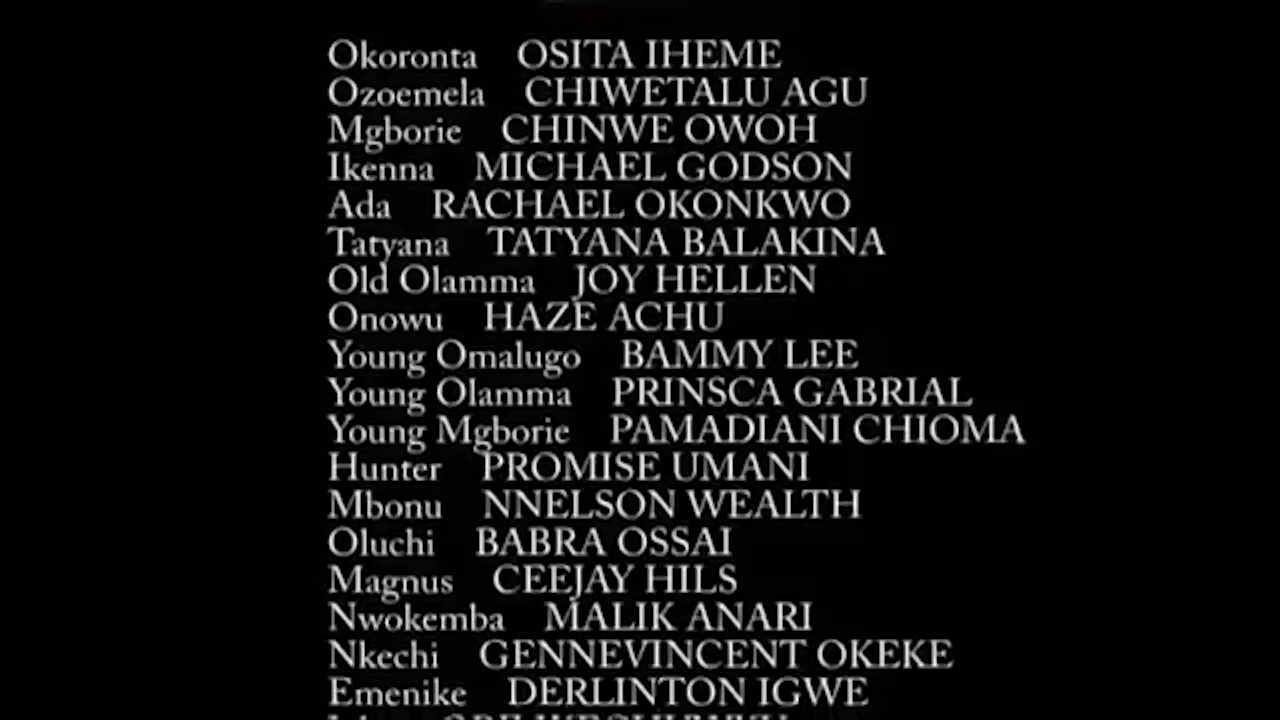 Okoronta OSITA IHEME
Ozoemela CHIWETALU AGU
Mgborie CHINWE OWOH
Ikenna MICHAEL GODSON
Ada RACHAEL OKONKWO
Tatyana TATYANA BALAKINA
Old Olamma JOY HELLEN
Onowu HAZE ACHU
Young Omalugo BAMMY LEE
Young Olamma PRINSCA GABRIAL
Young Mgborie PAMADIANI CHIOMA
Hunter PROMISE UMANI
Mbonu NNELSON WEALTH
Oluchi BABRA OSSAI
Magnus CEEJAY HILS
Nwokemba MALIK ANARI
Nkechi GENNEVINCENT OKEKE
Emenike DERLINTON IGWE